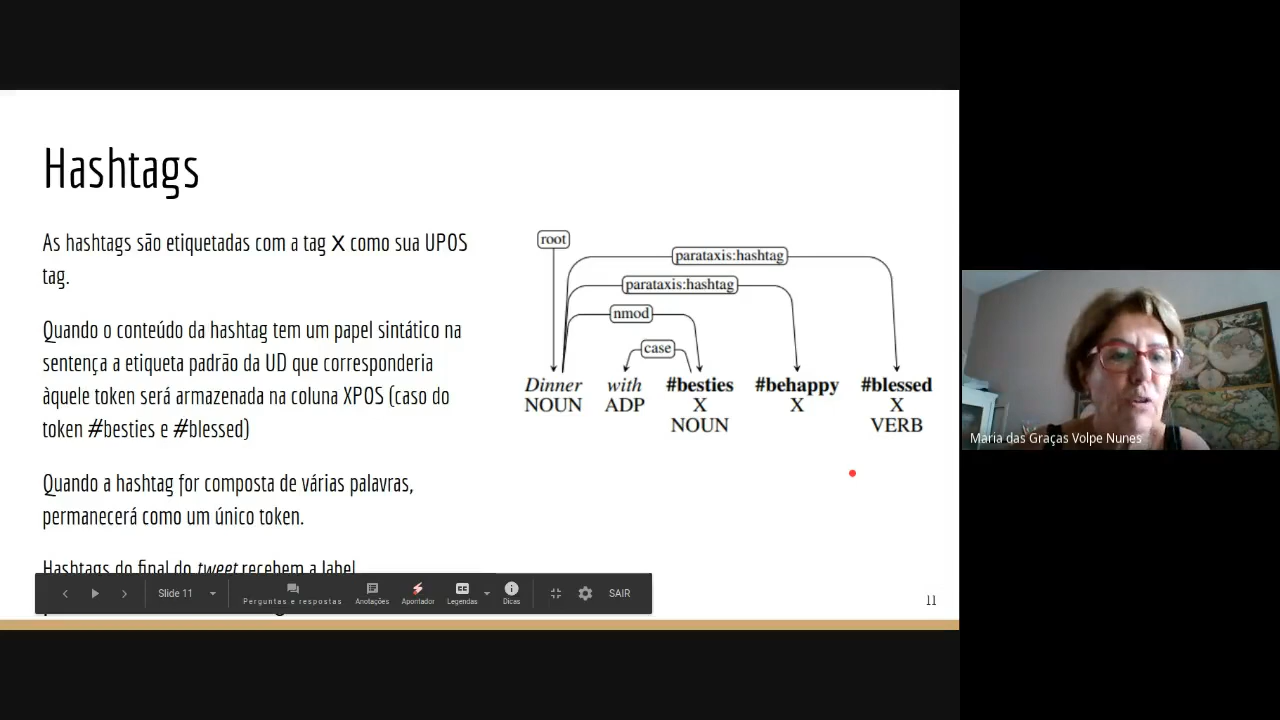 Hashtags
As hashtags são etiquetadas com a tag X como sua UPOS
tag.
Quando o conteúdo da hashtag tem um papel sintático na
sentença a etiqueta padrão da UD que corresponderia
àquele token será armazenada na coluna XPOS (caso do
token #besties e #blessed)
Quando a hashtag for composta de várias palavras,
permanecerá como um único token.
Hashtags do final do tweet recebem a label
root
parataxis:hashtag
parataxis:hashtag
nmod
case
Dinner with #besties #behappy #blessed
NOUN ADP X X X
NOUN VERB
Slide 11
Perguntas e respostas
Anotações
Apontador
Legendas
Dicas
SAIR
11
Maria das Graças Volpe Nunes